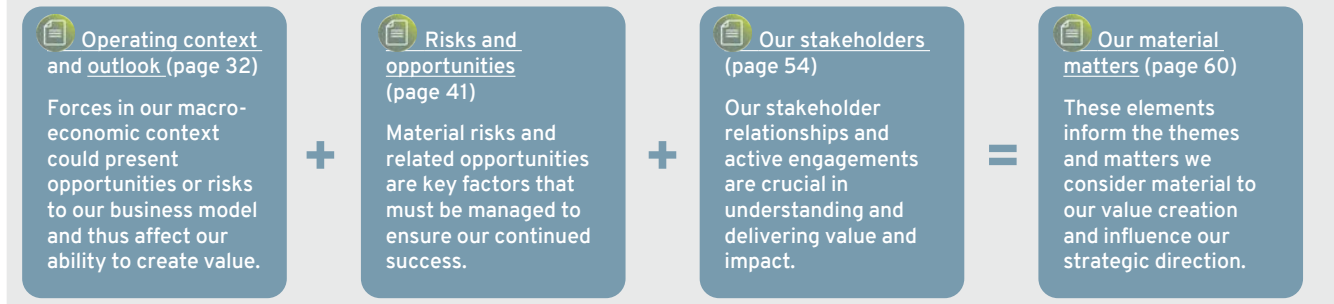 Operating context
and outlook (page 32)
Forces in our macro-
economic context
could present
opportunities or risks
to our business model
and thus affect our
ability to create value.
+
Risks and
opportunities
(page 41)
Material risks and
related opportunities
are key factors that
must be managed to
ensure our continued
success.
+
Our stakeholders
(page 54)
Our stakeholder
relationships and
active engagements
are crucial in
understanding and
delivering value and
impact.
=
Our material
matters (page 60)
These elements
inform the themes
and matters we
consider material to
our value creation
and influence our
strategic direction.